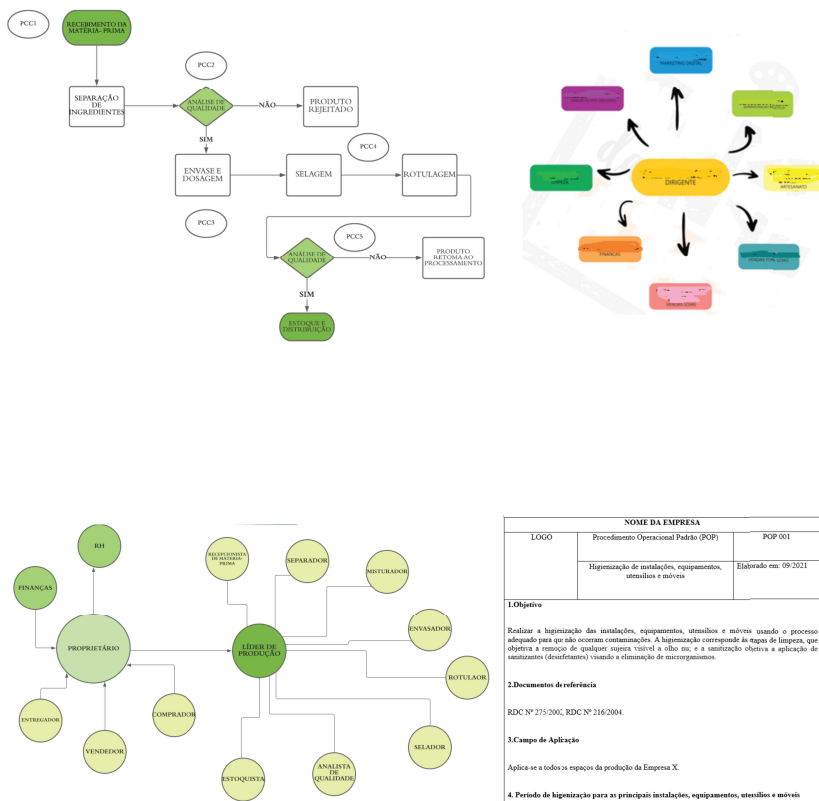 PCC1
RECEBIMENTO DA
MATÉRIA- PRIMA
PCC2
SEPARAÇÃO
DE
INGREDIENTES
ANÁLISE DE
QUALIDADE
NÃO
PRODUTO
REJEITADO
SIM
PCC4
ENVASE E
DOSAGEM
SELAGEM
ROTULAGEM
PCC3
PCC5
ANÁLISE DE
QUALIDADE
NÃO
PRODUTO
RETOMA AO
PROCESSAMENTO
SIM
ESTOQUE E
DISTRIBUIÇÃO
MARKETING DIGITAL
DIRIGENTE
ARTESANATO
FINANÇAS
RH
FINANÇAS
PROPRIETÁRIO
ENTREGADOR
VENDEDOR
COMPRADOR
RECEPCIONISTA
DE MATÉRIA-
PRIMA
SEPARADOR
MISTURADOR
ENVASADOR
LÍDER DE
PRODUÇÃO
ROTULAOR
SELADOR
ANALISTA
DE
QUALIDADE
ESTOQUISTA
NOME DA EMPRESA
LOGO
Procedimento Operacional Padrão (POP)
POP 001
Higienização de instalações, equipamentos,
utensílios e móveis
Elaborado em: 09/2021
1.Objetivo
Realizar a higienização das instalações, equipamentos, utensílios e móveis usando o processo
adequado para que não ocorram contaminações. A higienização corresponde às etapas de limpeza, que
objetiva a remoção de qualquer sujeira visível a olho nu; e a sanitização objetiva a aplicação de
sanitizantes (desinfetantes) visando a eliminação de microrganismos.
2.Documentos de referência
RDC Nº 275/2002, RDC Nº 216/2004.
3.Campo de Aplicação
Aplica-se a todos os espaços da produção da Empresa X.
4. Período de higenização para as principais instalações, equipamentos, utensílios e móveis